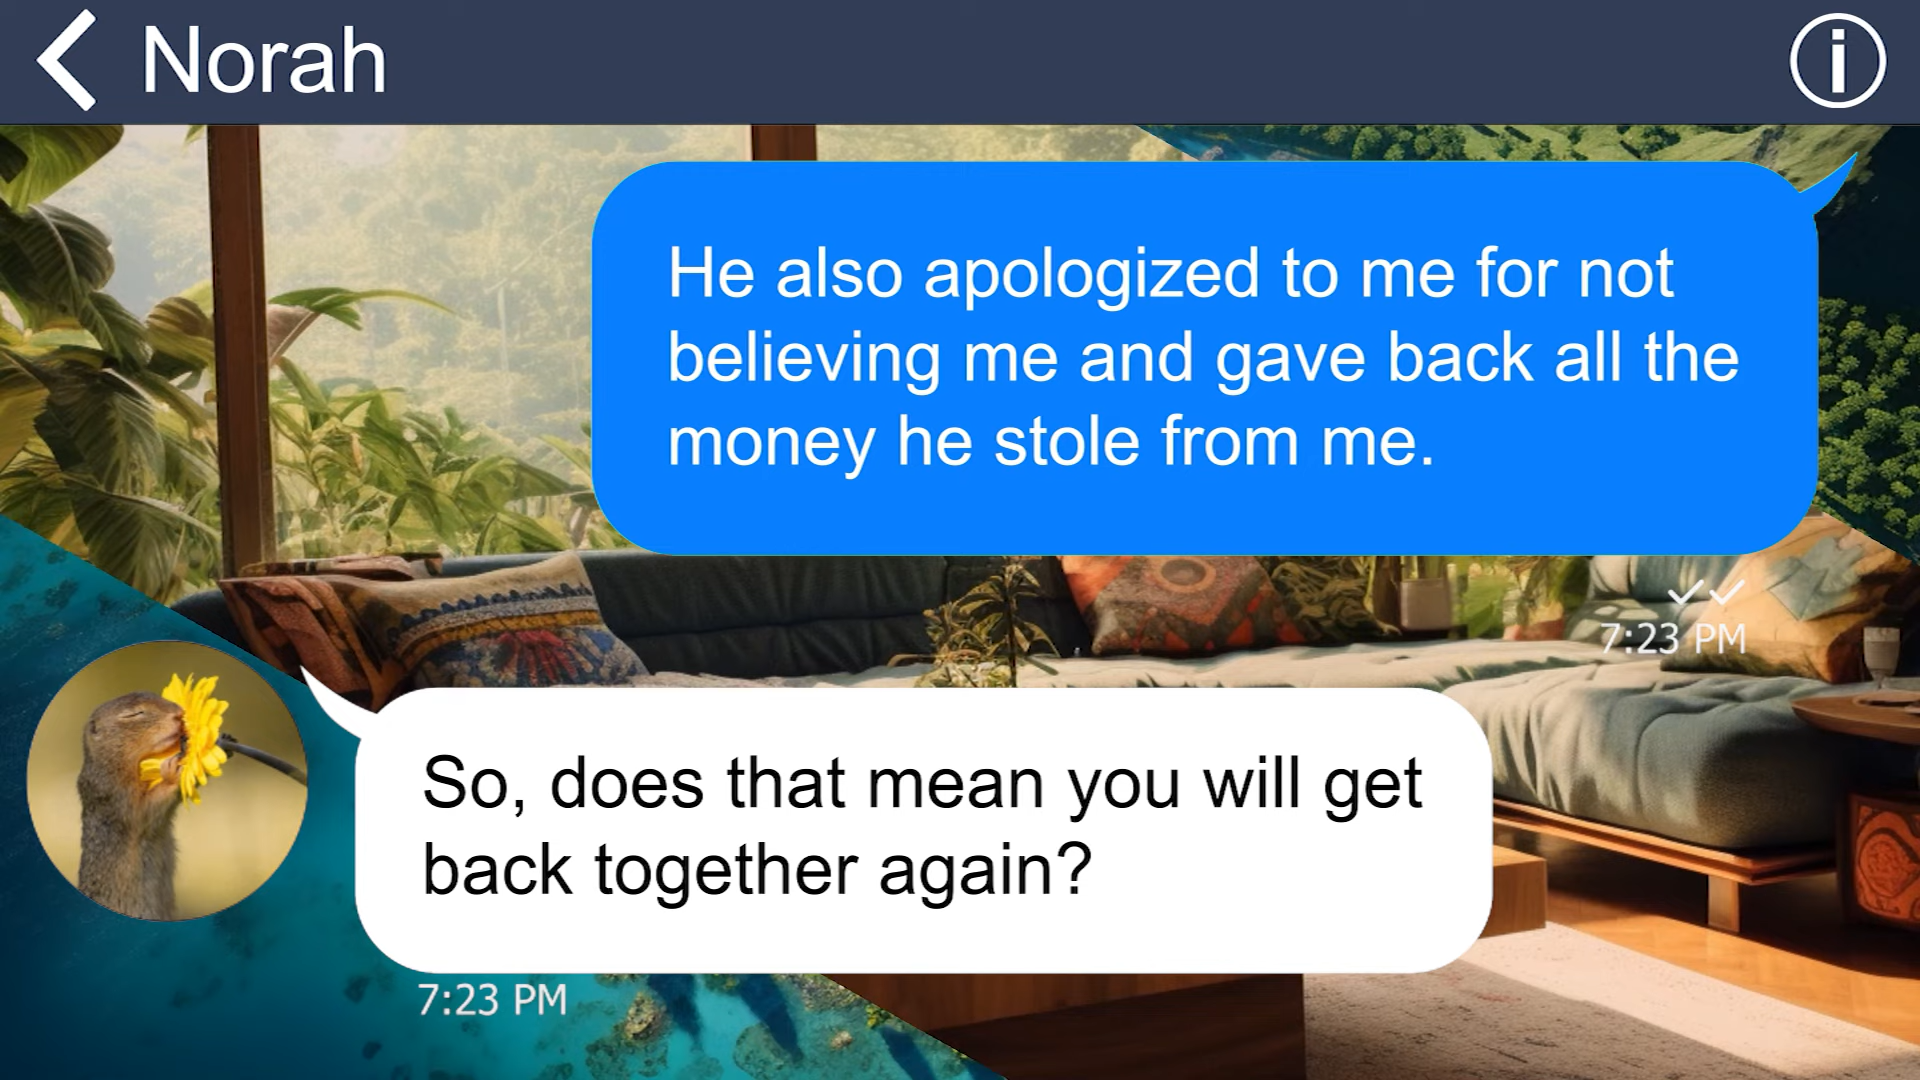 Norah
He also apologized to me for not
believing me and gave back all the
money he stole from me.
7:23 PM
So, does that mean you will get
back together again?
7:23 PM